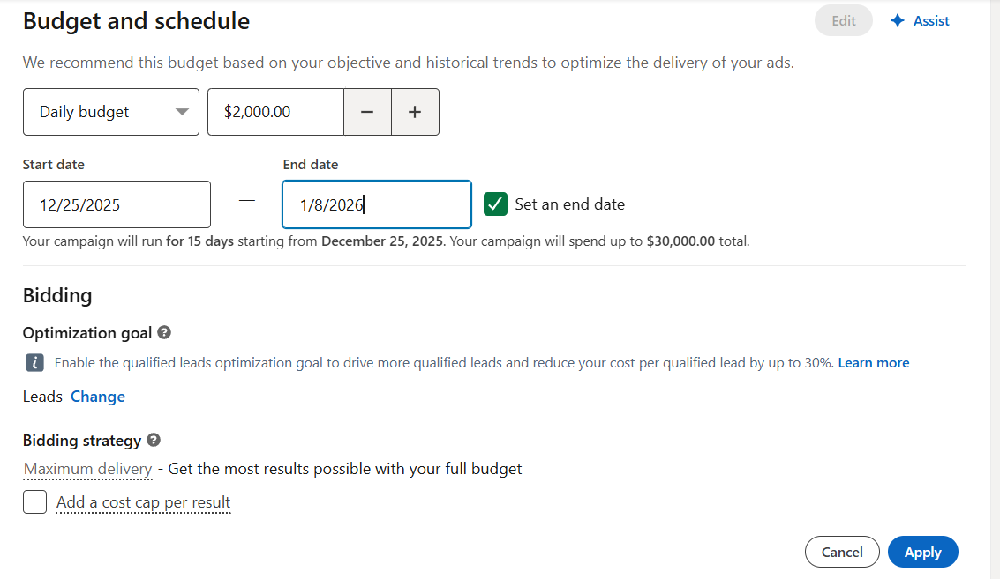 Budget and schedule
Edit
Assist
We recommend this budget based on your objective and historical trends to optimize the delivery of your ads.
Daily budget
$2,000.00
Start date
End date
12/25/2025
1/8/2026
Set an end date
Your campaign will run for 15 days starting from December 25, 2025. Your campaign will spend up to $30,000.00 total.
Bidding
Optimization goal
Enable the qualified leads optimization goal to drive more qualified leads and reduce your cost per qualified lead by up to 30%. Learn more
Leads Change
Bidding strategy
Maximum delivery - Get the most results possible with your full budget
Add a cost cap per result
Cancel
Apply